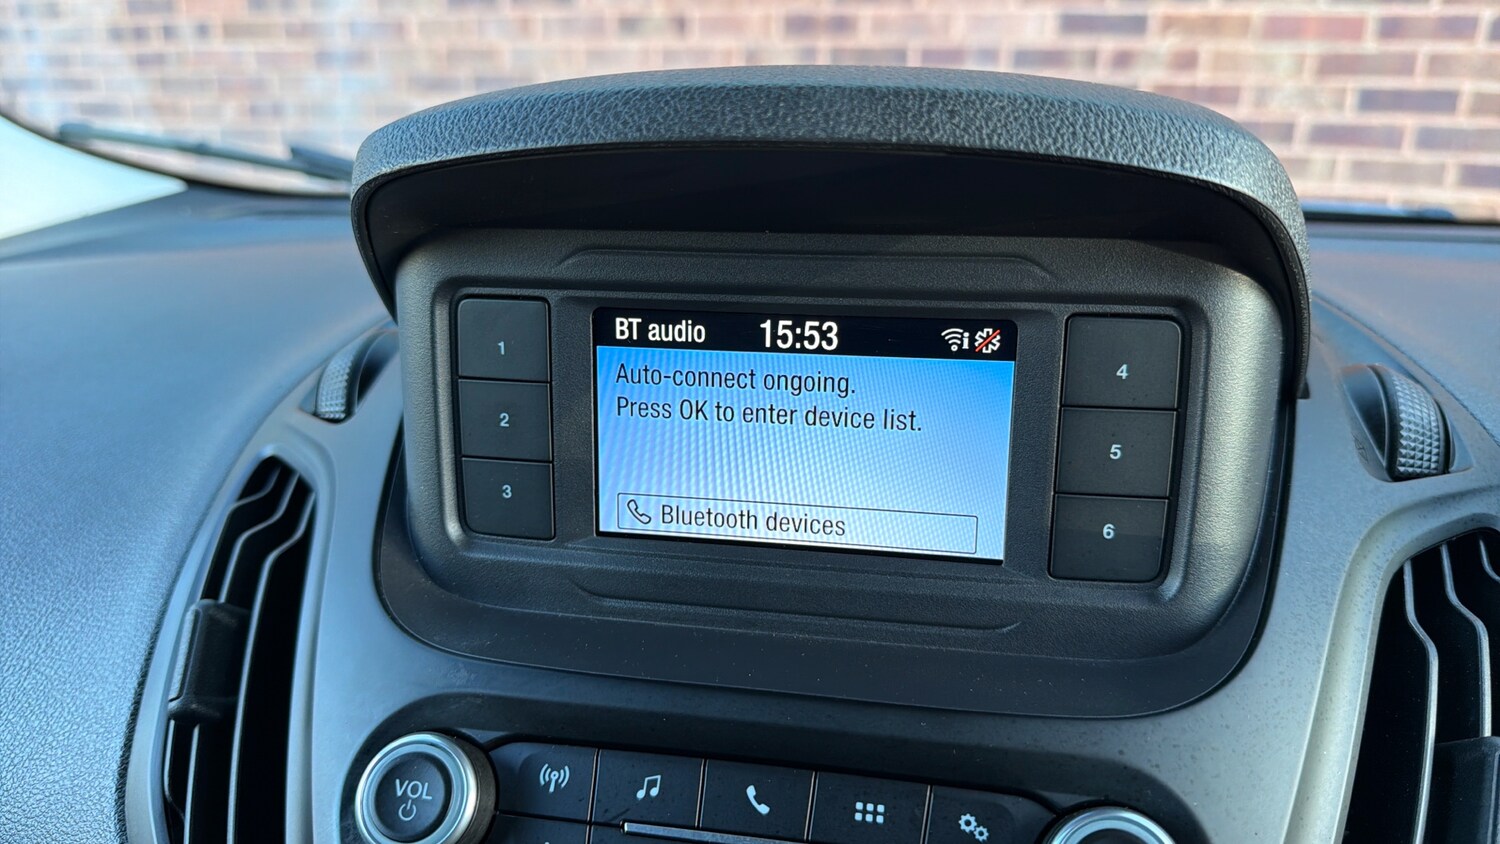 BT audio 15:53
Auto-connect ongoing.
Press OK to enter device list.
Bluetooth devices
1
2
3
4
5
6
VOL